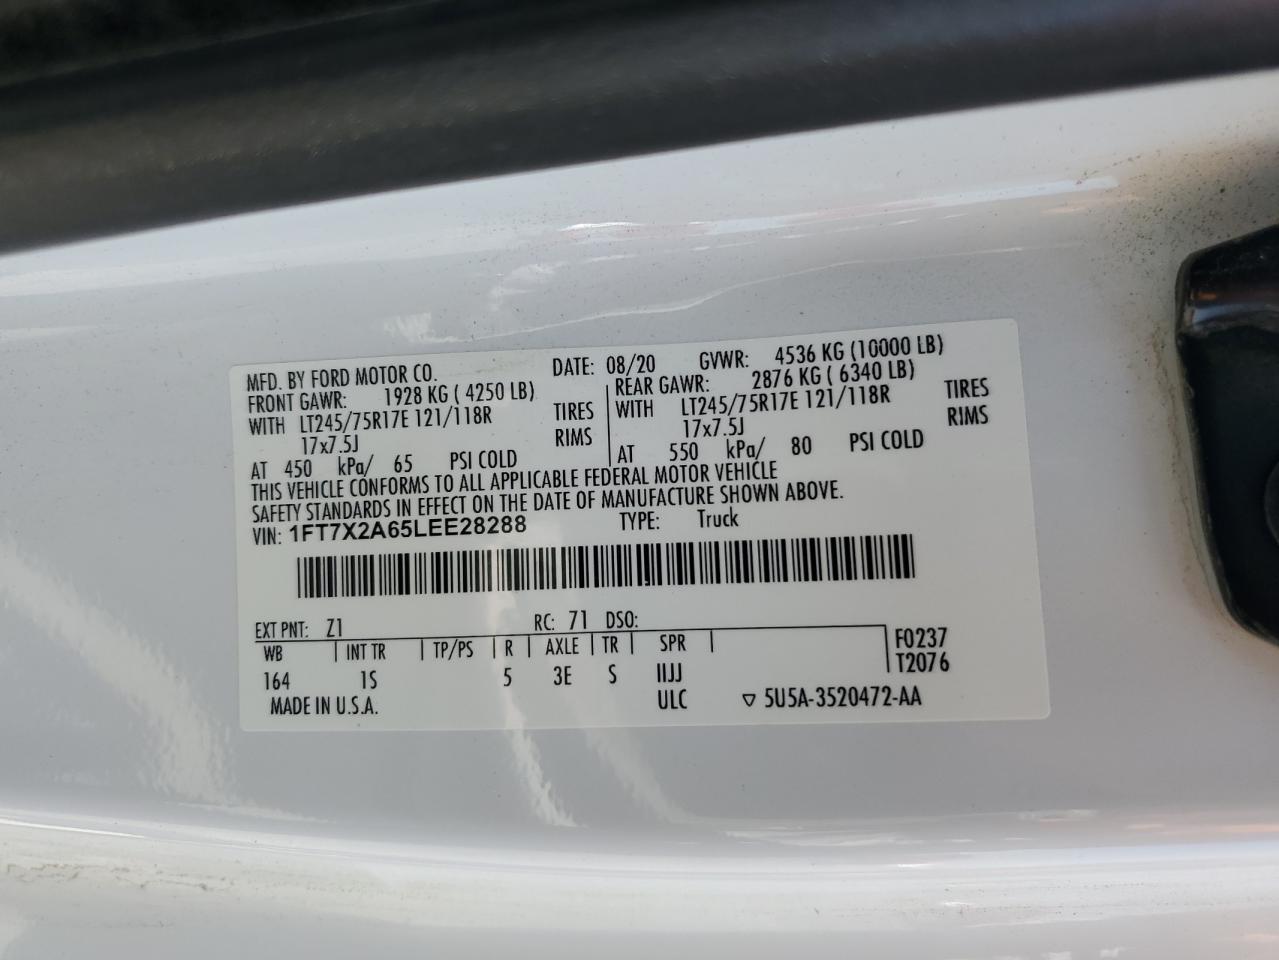 MFD. BY FORD MOTOR CO. DATE: 08/20 GVWR: 4536 KG (10000 LB)
FRONT GAWR: 1928 KG ( 4250 LB) REAR GAWR: 2876 KG ( 6340 LB)
WITH LT245/75R17E 121/118R TIRES WITH LT245/75R17E 121/118R TIRES
17x7.5J RIMS 17x7.5J RIMS
AT 450 kPa/ 65 PSI COLD AT 550 kPa/ 80 PSI COLD
THIS VEHICLE CONFORMS TO ALL APPLICABLE FEDERAL MOTOR VEHICLE
SAFETY STANDARDS IN EFFECT ON THE DATE OF MANUFACTURE SHOWN ABOVE.
VIN: 1FT7X2A65LEE28288 TYPE: Truck
EXT PNT: Z1 RC: 71 DSO:
WB INT TR TP/PS R AXLE TR SPR F0237
164 1S 5 3E S IIJJ T2076
MADE IN U.S.A. ULC ▽ 5U5A-3520472-AA